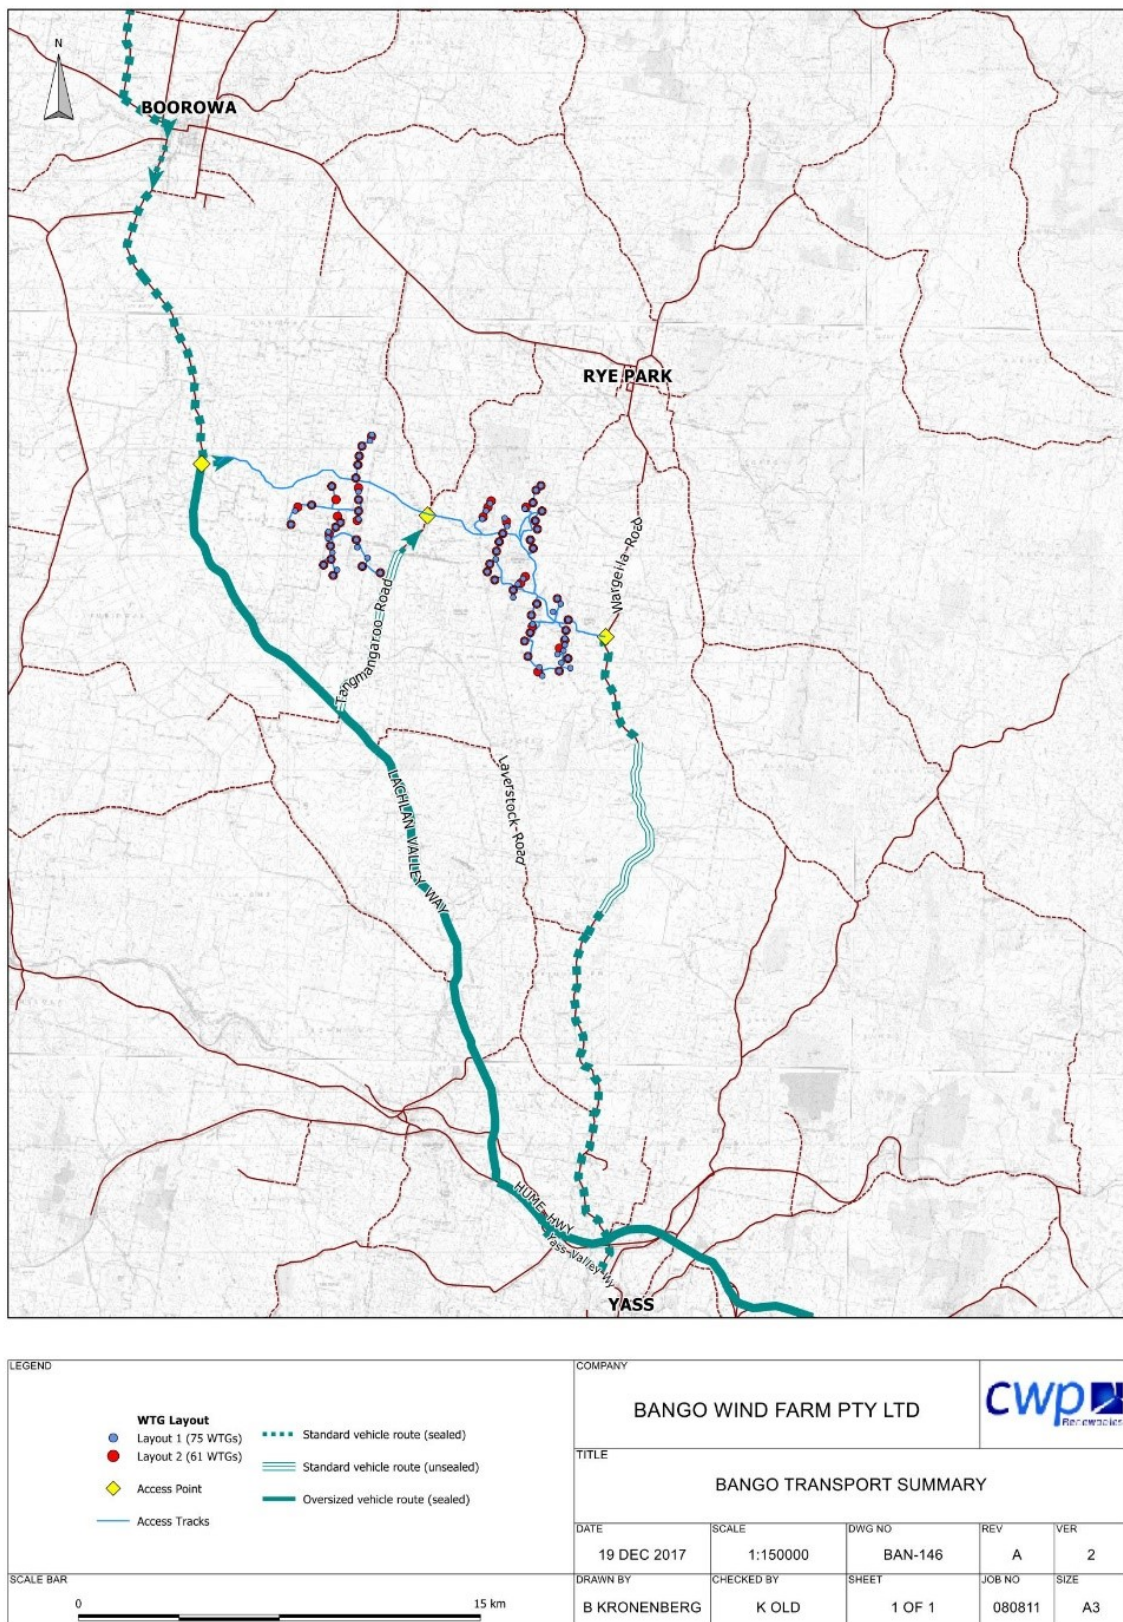 N
BOOROWA
RYE PARK
Wargeila Road
Tangmangaroo Road
Laverstock Road
LACHLAN VALLEY WAY
HUME HWY
Yass Valley Wy
YASS
LEGEND
WTG Layout
Layout 1 (75 WTGs)
Layout 2 (61 WTGs)
Access Point
Access Tracks
Standard vehicle route (sealed)
Standard vehicle route (unsealed)
Oversized vehicle route (sealed)
SCALE BAR
0 15 km
COMPANY
BANGO WIND FARM PTY LTD
cwp
Renewables
TITLE
BANGO TRANSPORT SUMMARY
DATE SCALE DWG NO REV VER
19 DEC 2017 1:150000 BAN-146 A 2
DRAWN BY CHECKED BY SHEET JOB NO SIZE
B KRONENBERG K OLD 1 OF 1 080811 A3